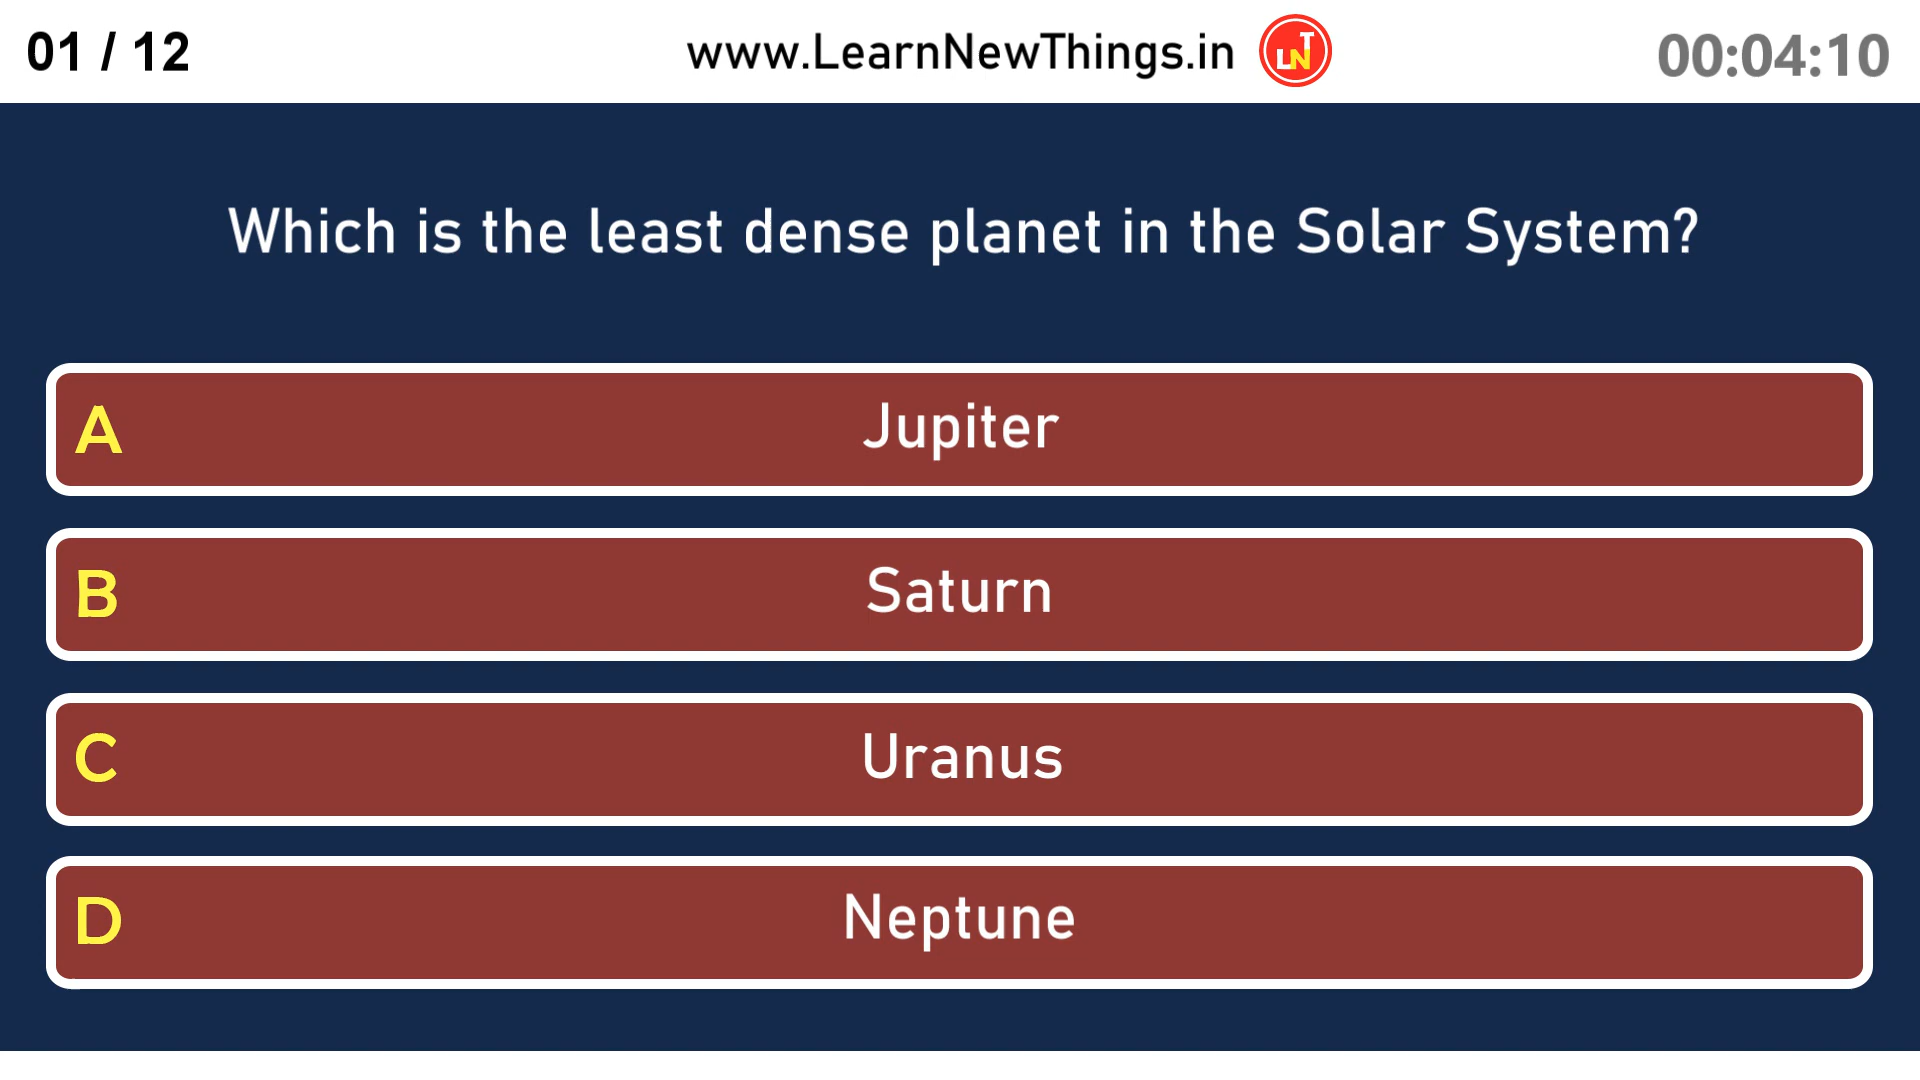 01 / 12
www.LearnNewThings.in
LNT
00:04:10
Which is the least dense planet in the Solar System?
A Jupiter
B Saturn
C Uranus
D Neptune